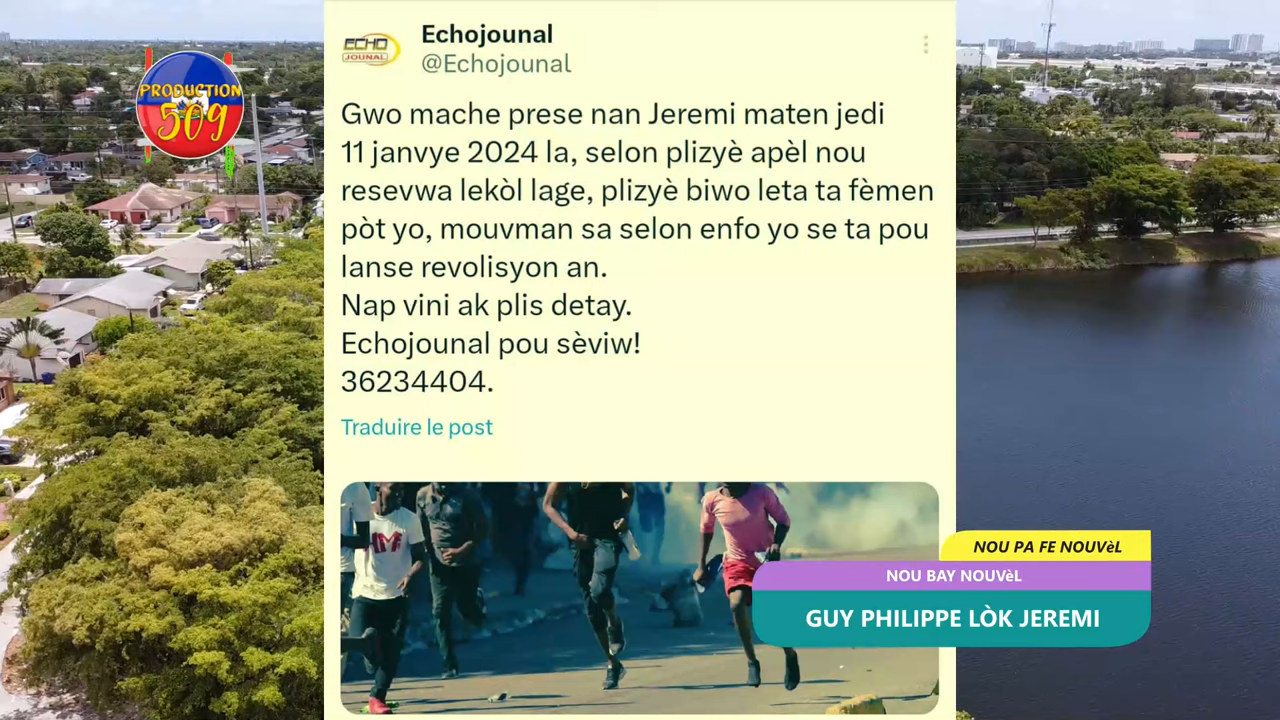 PRODUCTION
509
ECHO
JOUNAL
Echojounal
@Echojounal
Gwo mache prese nan Jeremi maten jedi
11 janvye 2024 la, selon plizyè apèl nou
resevwa lekòl lage, plizyè biwo leta ta fèmen
pòt yo, mouvman sa selon enfo yo se ta pou
lanse revolisyon an.
Nap vini ak plis detay.
Echojounal pou sèviw!
36234404.
Traduire le post
NOU PA FE NOUVèL
NOU BAY NOUVèL
GUY PHILIPPE LÒK JEREMI